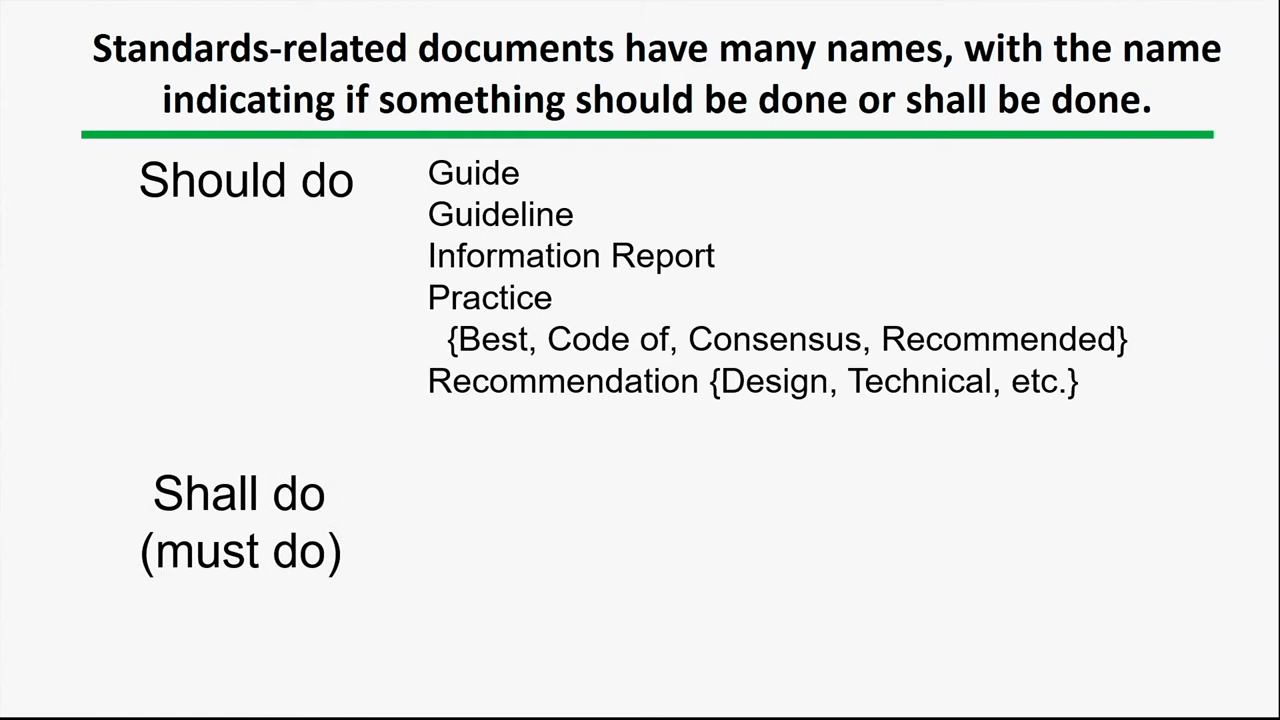 Standards-related documents have many names, with the name
indicating if something should be done or shall be done.
Should do
Guide
Guideline
Information Report
Practice
{Best, Code of, Consensus, Recommended}
Recommendation {Design, Technical, etc.}
Shall do
(must do)